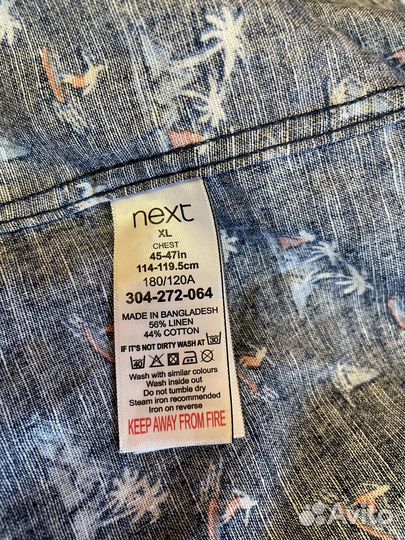 next
XL
CHEST
45-47in
114-119.5cm
180/120A
304-272-064
MADE IN BANGLADESH
56% LINEN
44% COTTON
IF IT'S NOT DIRTY WASH AT 30
40
Wash with similar colours
Wash inside out
Do not tumble dry
Steam iron recommended
Iron on reverse
KEEP AWAY FROM FIRE
Avito